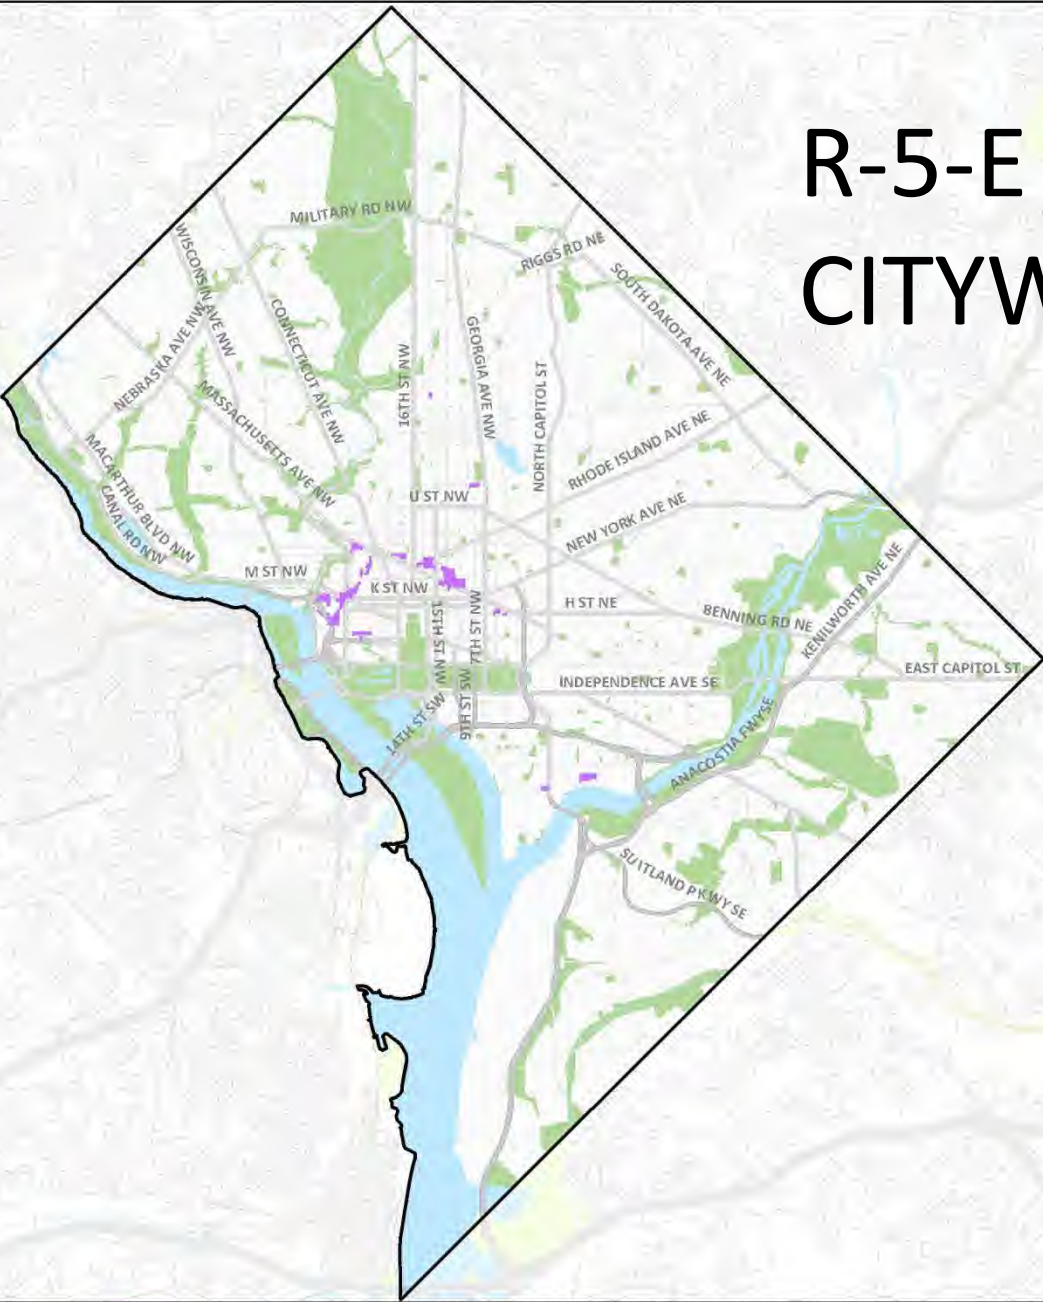 R-5-E
CITYW
MILITARY RD NW
RIGGS RD NE
WISCONSIN AVE NW
SOUTH DAKOTA AVE NE
CONNECTICUT AVE NW
NEBRASKA AVE NW
GEORGIA AVE NW
16TH ST NW
NORTH CAPITOL ST
MASSACHUSETTS AVE NW
RHODE ISLAND AVE NE
MACARTHUR BLVD NW
CANAL RD NW
U ST NW
NEW YORK AVE NE
M ST NW
K ST NW
H ST NE
BENNING RD NE
KENILWORTH AVE NE
15TH ST NW
7TH ST NW
EAST CAPITOL ST
INDEPENDENCE AVE SE
9TH ST SW
14TH ST SW
ANACOSTIA FWY SE
SUITLAND PKWY SE